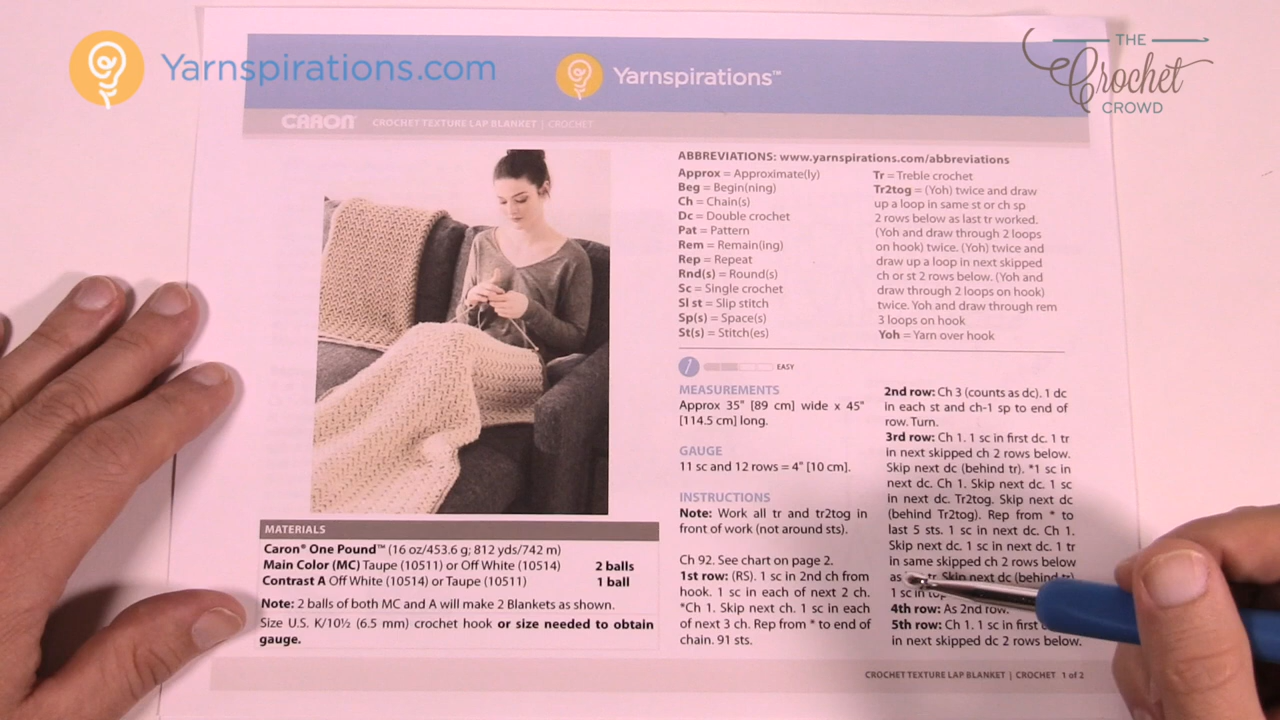 Yarnspirations.com
Yarnspirations™
THE
Crochet
CROWD
CARON® CROCHET TEXTURE LAP BLANKET | CROCHET
MATERIALS
Caron® One Pound™ (16 oz/453.6 g; 812 yds/742 m)
Main Color (MC) Taupe (10511) or Off White (10514) 2 balls
Contrast A Off White (10514) or Taupe (10511) 1 ball
Note: 2 balls of both MC and A will make 2 Blankets as shown.
Size U.S. K/10½ (6.5 mm) crochet hook or size needed to obtain
gauge.
ABBREVIATIONS: www.yarnspirations.com/abbreviations
Approx = Approximate(ly)
Beg = Begin(ning)
Ch = Chain(s)
Dc = Double crochet
Pat = Pattern
Rem = Remain(ing)
Rep = Repeat
Rnd(s) = Round(s)
Sc = Single crochet
Sl st = Slip stitch
Sp(s) = Space(s)
St(s) = Stitch(es)
Tr = Treble crochet
Tr2tog = (Yoh) twice and draw
up a loop in same st or ch sp
2 rows below as last tr worked.
(Yoh and draw through 2 loops
on hook) twice. (Yoh) twice and
draw up a loop in next skipped
ch or st 2 rows below. (Yoh and
draw through 2 loops on hook)
twice. Yoh and draw through rem
3 loops on hook
Yoh = Yarn over hook
EASY
MEASUREMENTS
Approx 35" [89 cm] wide x 45"
[114.5 cm] long.
GAUGE
11 sc and 12 rows = 4" [10 cm].
INSTRUCTIONS
Note: Work all tr and tr2tog in
front of work (not around sts).
Ch 92. See chart on page 2.
1st row: (RS). 1 sc in 2nd ch from
hook. 1 sc in each of next 2 ch.
*Ch 1. Skip next ch. 1 sc in each
of next 3 ch. Rep from * to end of
chain. 91 sts.
2nd row: Ch 3 (counts as dc). 1 dc
in each st and ch-1 sp to end of
row. Turn.
3rd row: Ch 1. 1 sc in first dc. 1 tr
in next skipped ch 2 rows below.
Skip next dc (behind tr). *1 sc in
next dc. Ch 1. Skip next dc. 1 sc
in next dc. Tr2tog. Skip next dc
(behind Tr2tog). Rep from * to
last 5 sts. 1 sc in next dc. Ch 1.
Skip next dc. 1 sc in next dc. 1 tr
in same skipped ch 2 rows below
as tr. Skip next dc (behind tr)
1 sc in top
4th row: As 2nd row.
5th row: Ch 1. 1 sc in first
in next skipped dc 2 rows below.
CROCHET TEXTURE LAP BLANKET | CROCHET 1 of 2